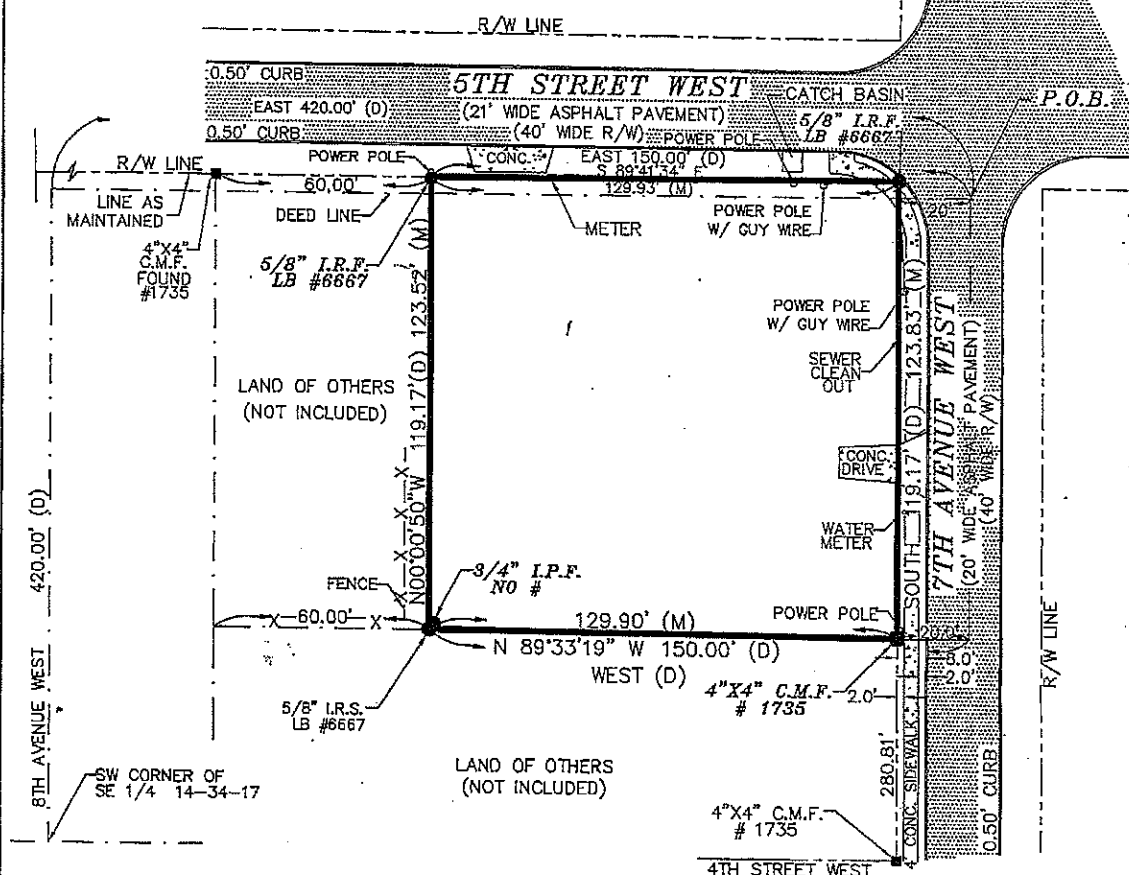 R/W LINE
0.50' CURB
5TH STREET WEST
CATCH BASIN
P.O.B.
EAST 420.00' (D)
(21' WIDE ASPHALT PAVEMENT)
5/8" I.R.F.
LB #6667
0.50' CURB
(40' WIDE R/W)
POWER POLE
R/W LINE
POWER POLE
CONC.
EAST 150.00' (D)
S 89°41'34" E
129.93' (M)
60.00'
LINE AS
MAINTAINED
DEED LINE
METER
POWER POLE
W/ GUY WIRE
20'
4"X4"
C.M.F.
FOUND
#1735
5/8" I.R.F.
LB #6667
N00°00'50"W 119.17'(D) 123.52' (M)
POWER POLE
W/ GUY WIRE
SEWER
CLEAN
OUT
LAND OF OTHERS
(NOT INCLUDED)
SOUTH 119.17' (D) 123.83' (M)
7TH AVENUE WEST
(20' WIDE ASPHALT PAVEMENT)
(40' WIDE R/W)
CONC.
DRIVE
WATER
METER
8TH AVENUE WEST 420.00' (D)
FENCE
X X X X
3/4" I.P.F.
NO #
X 60.00' X
129.90' (M)
POWER POLE
N 89°33'19" W 150.00' (D)
WEST (D)
20.0'
2.0'
4"X4" C.M.F.
# 1735
2.0'
R/W LINE
5/8" I.R.S.
LB #6667
SW CORNER OF
SE 1/4 14-34-17
LAND OF OTHERS
(NOT INCLUDED)
280.81'
4' CONC. SIDEWALK
0.50' CURB
4"X4" C.M.F.
# 1735
4TH STREET WEST